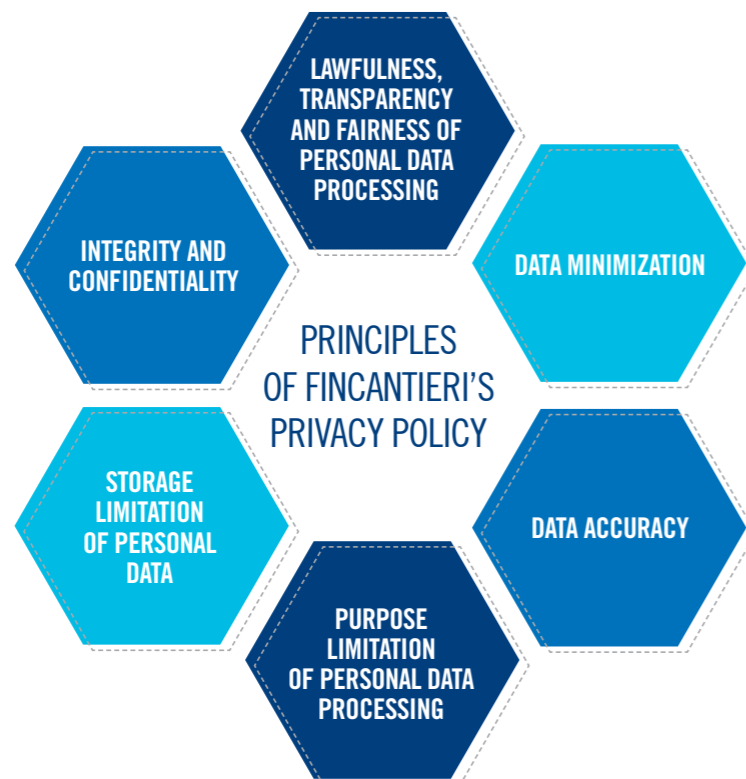 LAWFULNESS,
TRANSPARENCY
AND FAIRNESS OF
PERSONAL DATA
PROCESSING
INTEGRITY AND
CONFIDENTIALITY
DATA MINIMIZATION
PRINCIPLES
OF FINCANTIERI'S
PRIVACY POLICY
STORAGE
LIMITATION
OF PERSONAL
DATA
DATA ACCURACY
PURPOSE
LIMITATION
OF PERSONAL DATA
PROCESSING